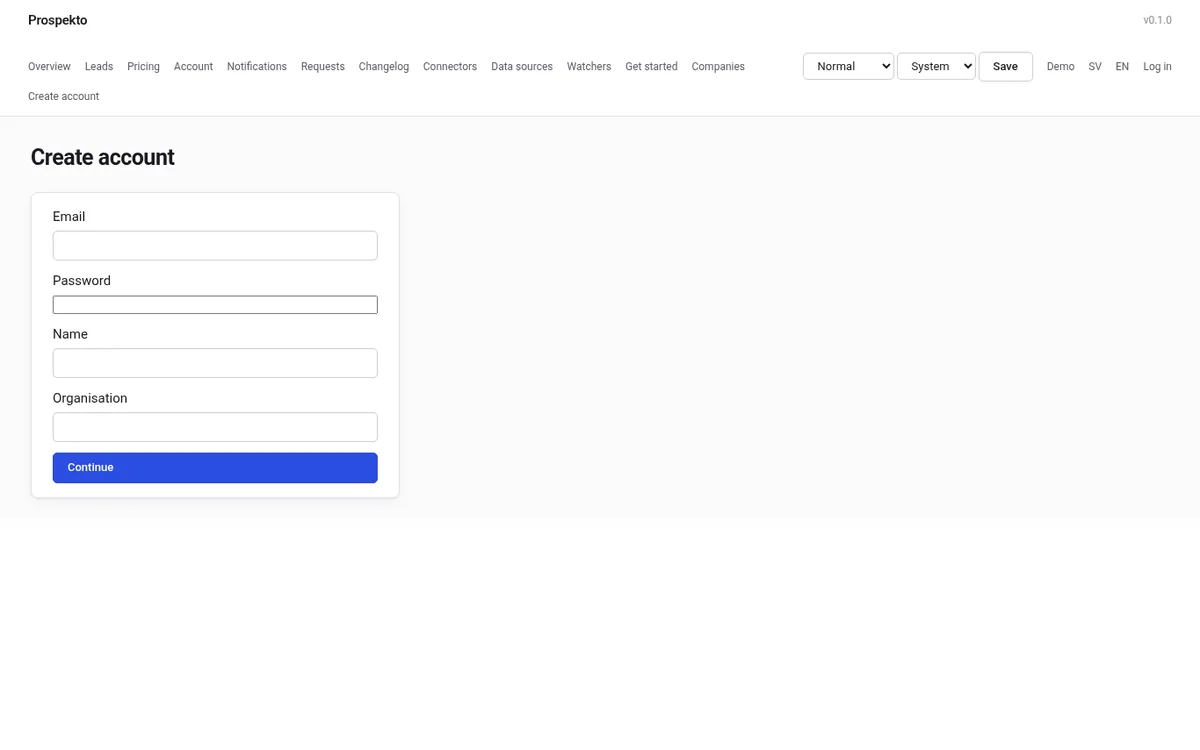 Prospekto v0.1.0
Overview Leads Pricing Account Notifications Requests Changelog Connectors Data sources Watchers Get started Companies Normal System Save Demo SV EN Log in
Create account
Create account
Email
Password
Name
Organisation
Continue